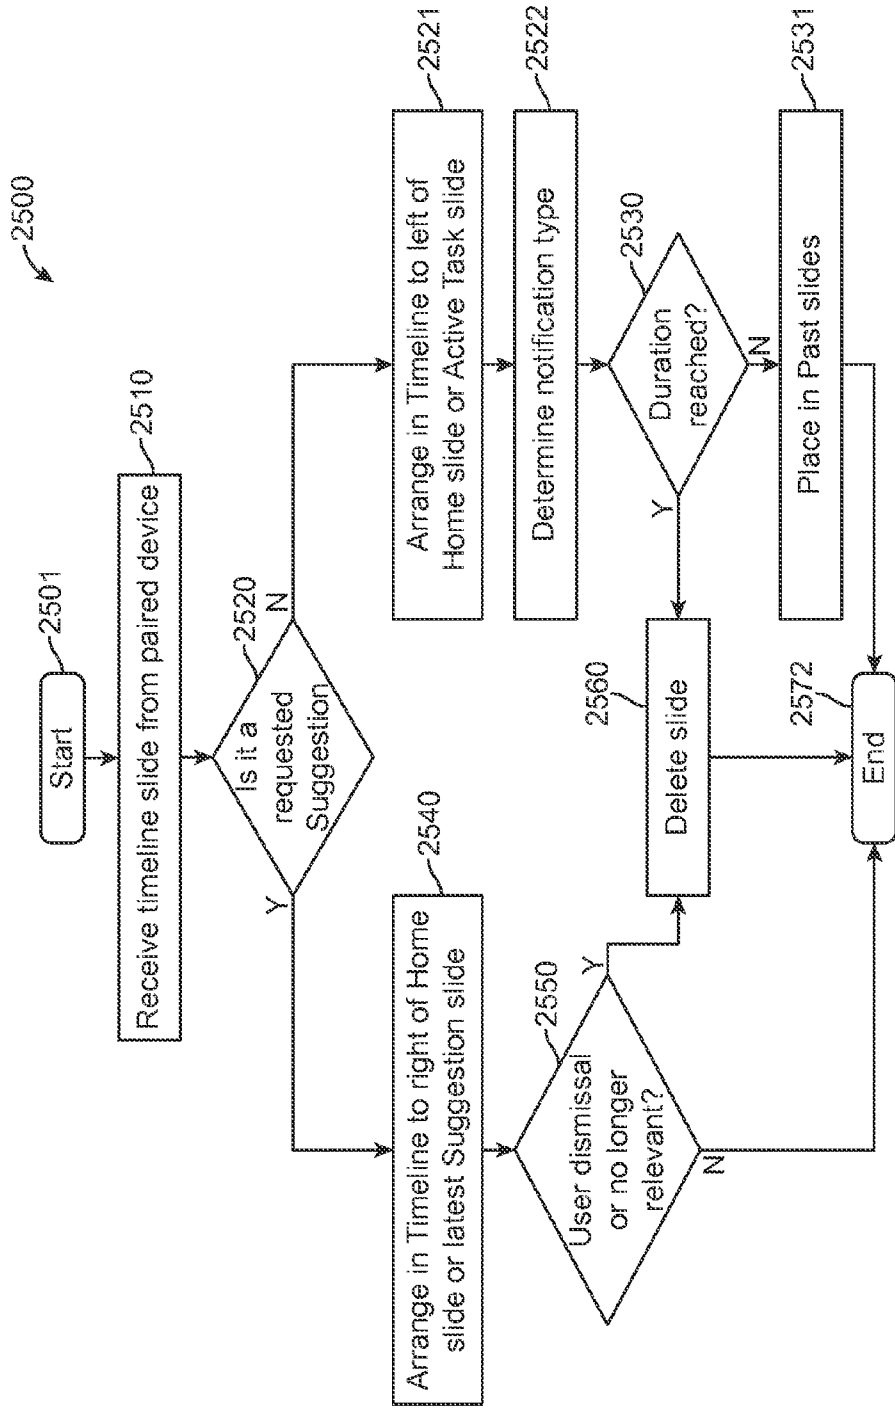 2500
Start
2501
Receive timeline slide from paired device
2510
Is it a
requested
Suggestion
2520
Y
N
Arrange in Timeline to right of Home
slide or latest Suggestion slide
2540
Arrange in Timeline to left of
Home slide or Active Task slide
2521
Determine notification type
2522
User dismissal
or no longer
relevant?
2550
Y
N
Duration
reached?
2530
Y
N
Delete slide
2560
Place in Past slides
2531
End
2572